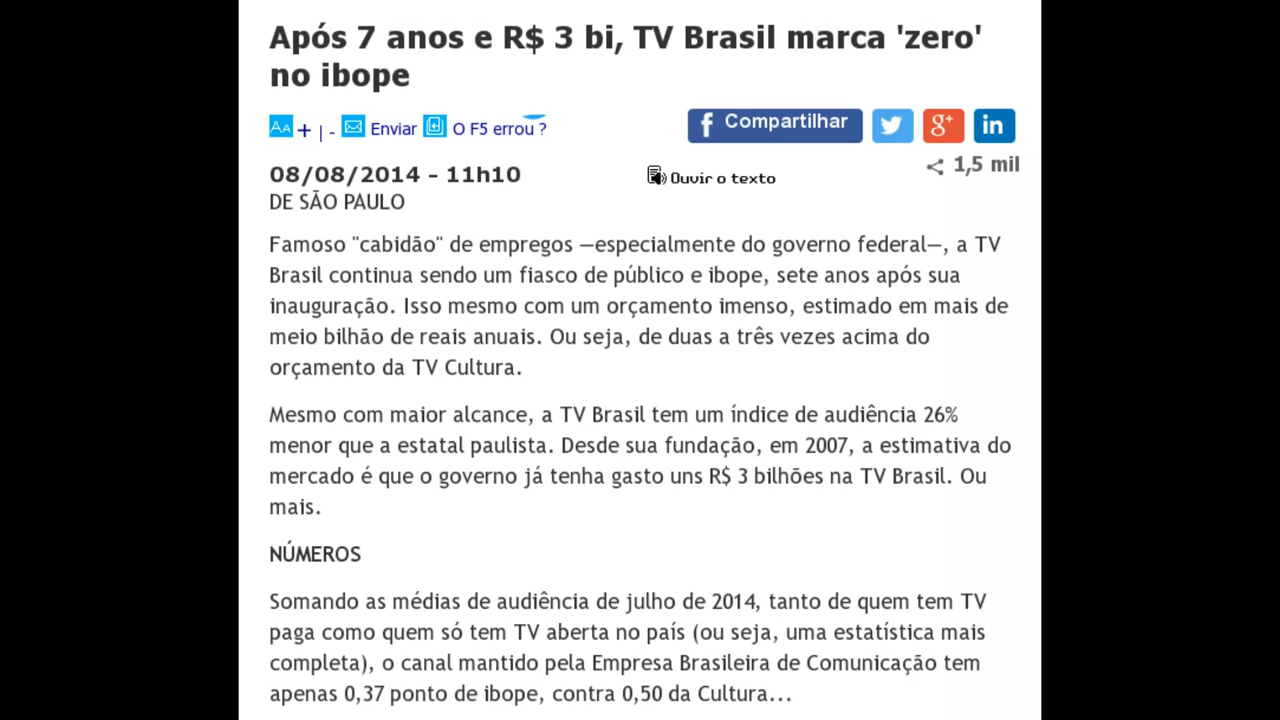 Após 7 anos e R$ 3 bi, TV Brasil marca 'zero'
no ibope
AA + | - Enviar O F5 errou ?
Compartilhar g+ in
08/08/2014 - 11h10
Ouvir o texto
1,5 mil
DE SÃO PAULO
Famoso "cabidão" de empregos —especialmente do governo federal—, a TV
Brasil continua sendo um fiasco de público e ibope, sete anos após sua
inauguração. Isso mesmo com um orçamento imenso, estimado em mais de
meio bilhão de reais anuais. Ou seja, de duas a três vezes acima do
orçamento da TV Cultura.
Mesmo com maior alcance, a TV Brasil tem um índice de audiência 26%
menor que a estatal paulista. Desde sua fundação, em 2007, a estimativa do
mercado é que o governo já tenha gasto uns R$ 3 bilhões na TV Brasil. Ou
mais.
NÚMEROS
Somando as médias de audiência de julho de 2014, tanto de quem tem TV
paga como quem só tem TV aberta no país (ou seja, uma estatística mais
completa), o canal mantido pela Empresa Brasileira de Comunicação tem
apenas 0,37 ponto de ibope, contra 0,50 da Cultura...